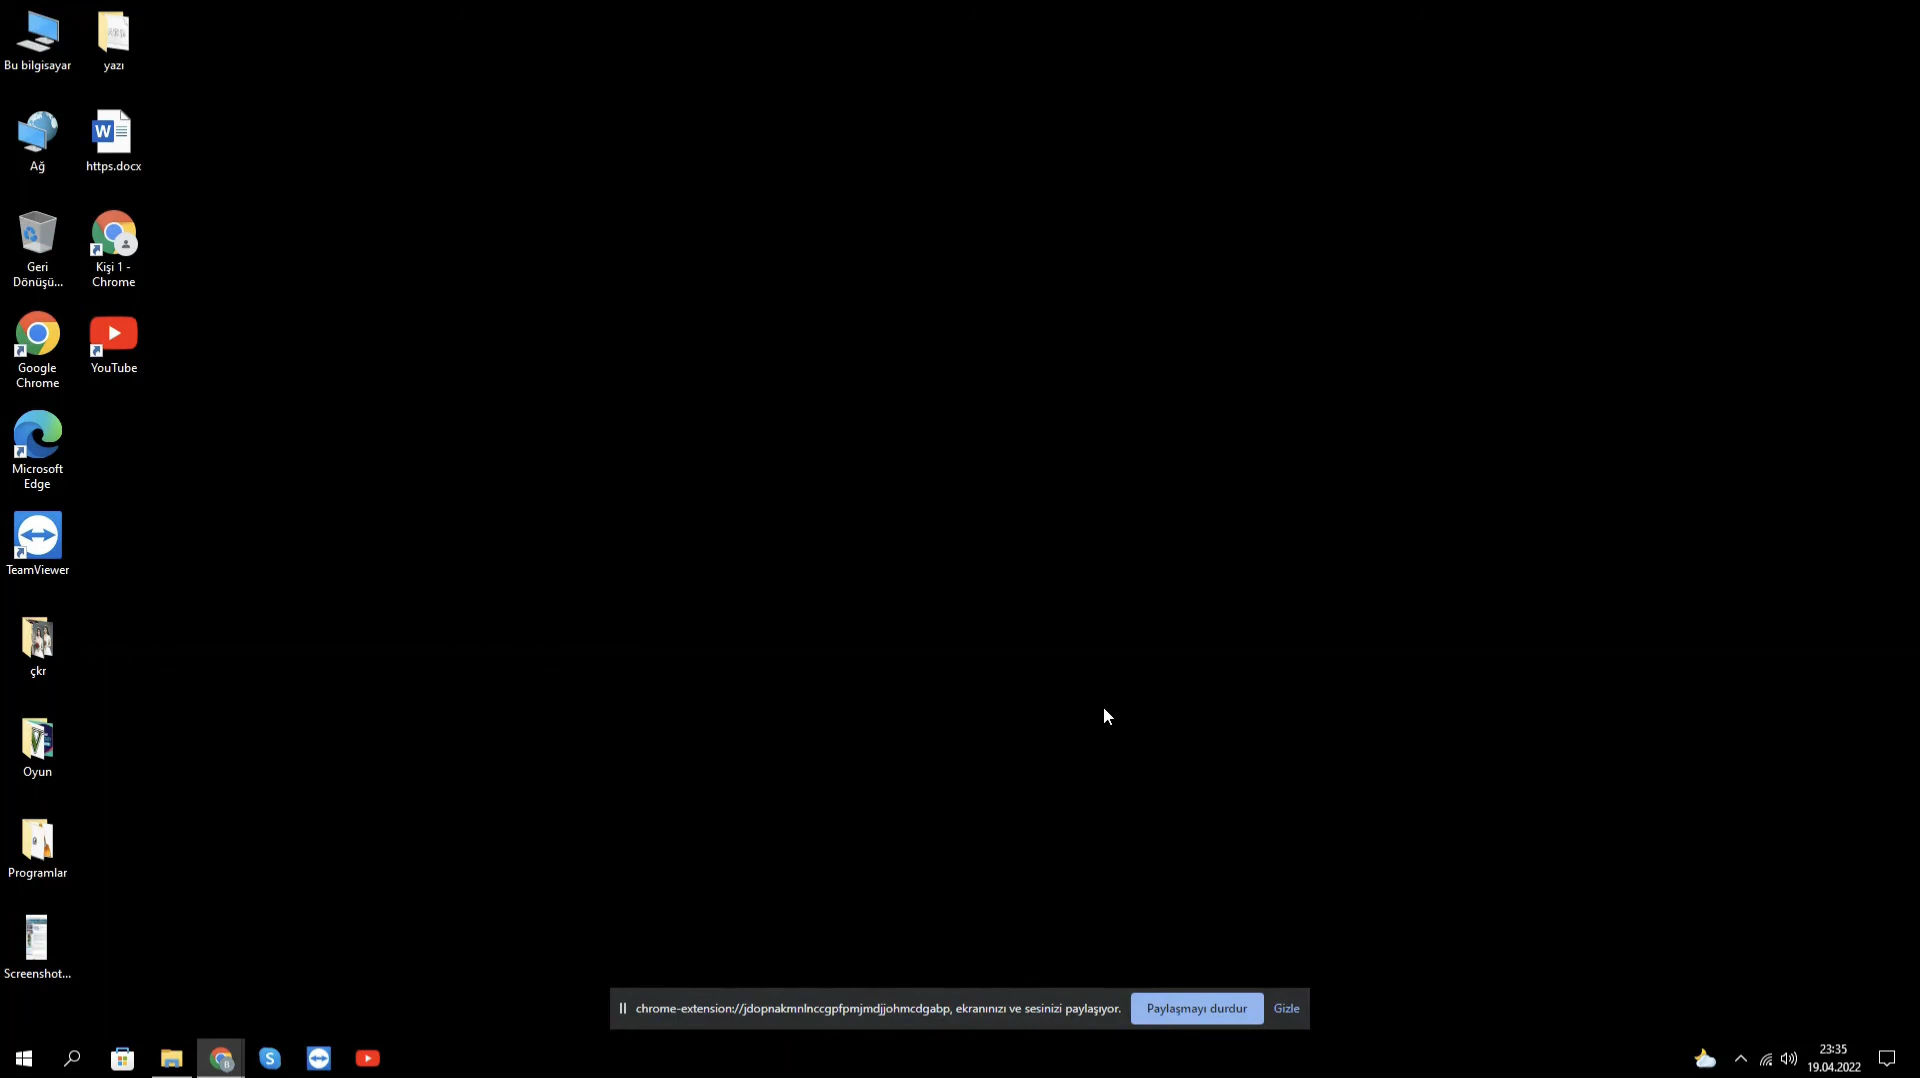 Bu bilgisayar
yazı
Ağ
https.docx
Geri
Dönüşü...
Kişi 1 -
Chrome
Google
Chrome
YouTube
Microsoft
Edge
TeamViewer
çkr
Oyun
Programlar
Screenshot...
chrome-extension://jdopnakmnlnccgpfpmjmdjjohmcdgabp, ekranınızı ve sesinizi paylaşıyor.
Paylaşmayı durdur
Gizle
23:35
19.04.2022